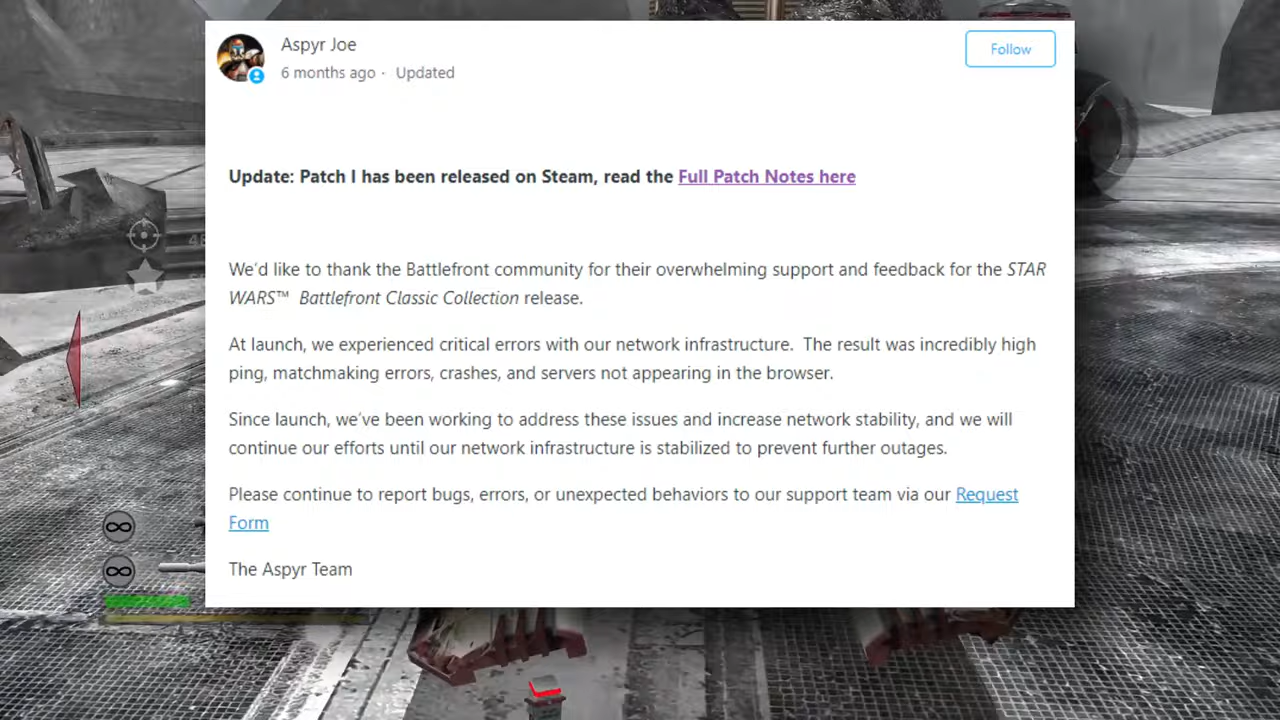 Aspyr Joe
Follow
6 months ago · Updated
Update: Patch I has been released on Steam, read the Full Patch Notes here
We'd like to thank the Battlefront community for their overwhelming support and feedback for the STAR
WARS™ Battlefront Classic Collection release.
At launch, we experienced critical errors with our network infrastructure. The result was incredibly high
ping, matchmaking errors, crashes, and servers not appearing in the browser.
Since launch, we've been working to address these issues and increase network stability, and we will
continue our efforts until our network infrastructure is stabilized to prevent further outages.
Please continue to report bugs, errors, or unexpected behaviors to our support team via our Request
Form
The Aspyr Team